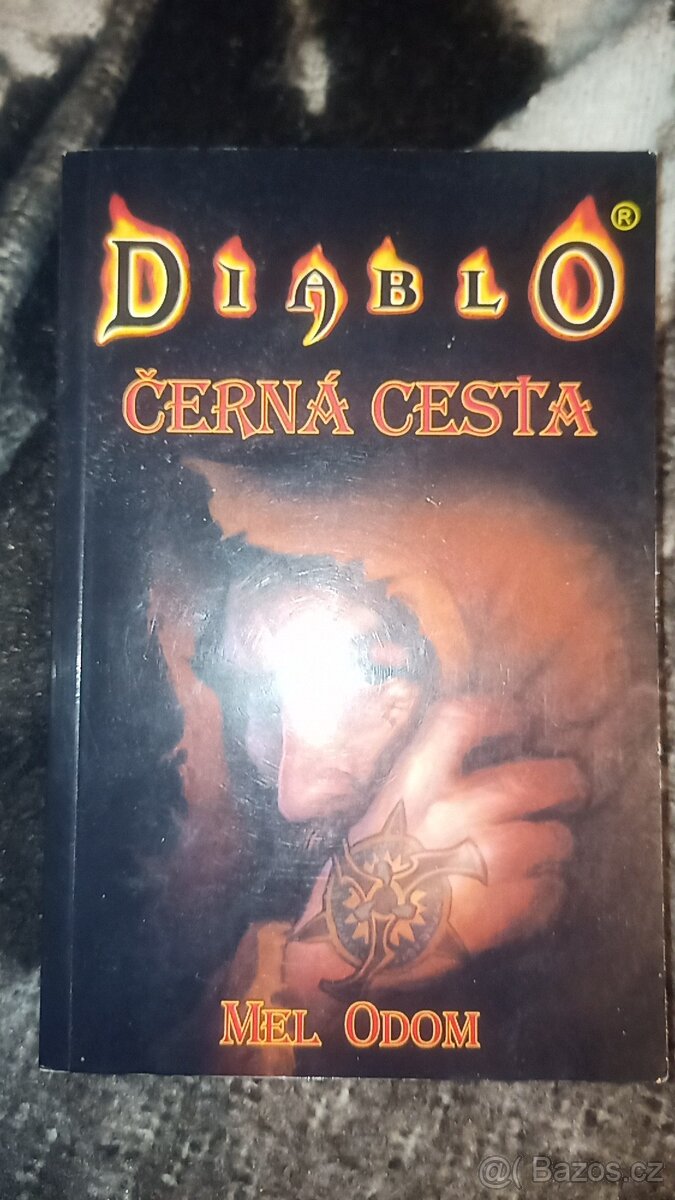 DIABLO®
ČERNÁ CESTA
MEL ODOM
@( Bazos.cz